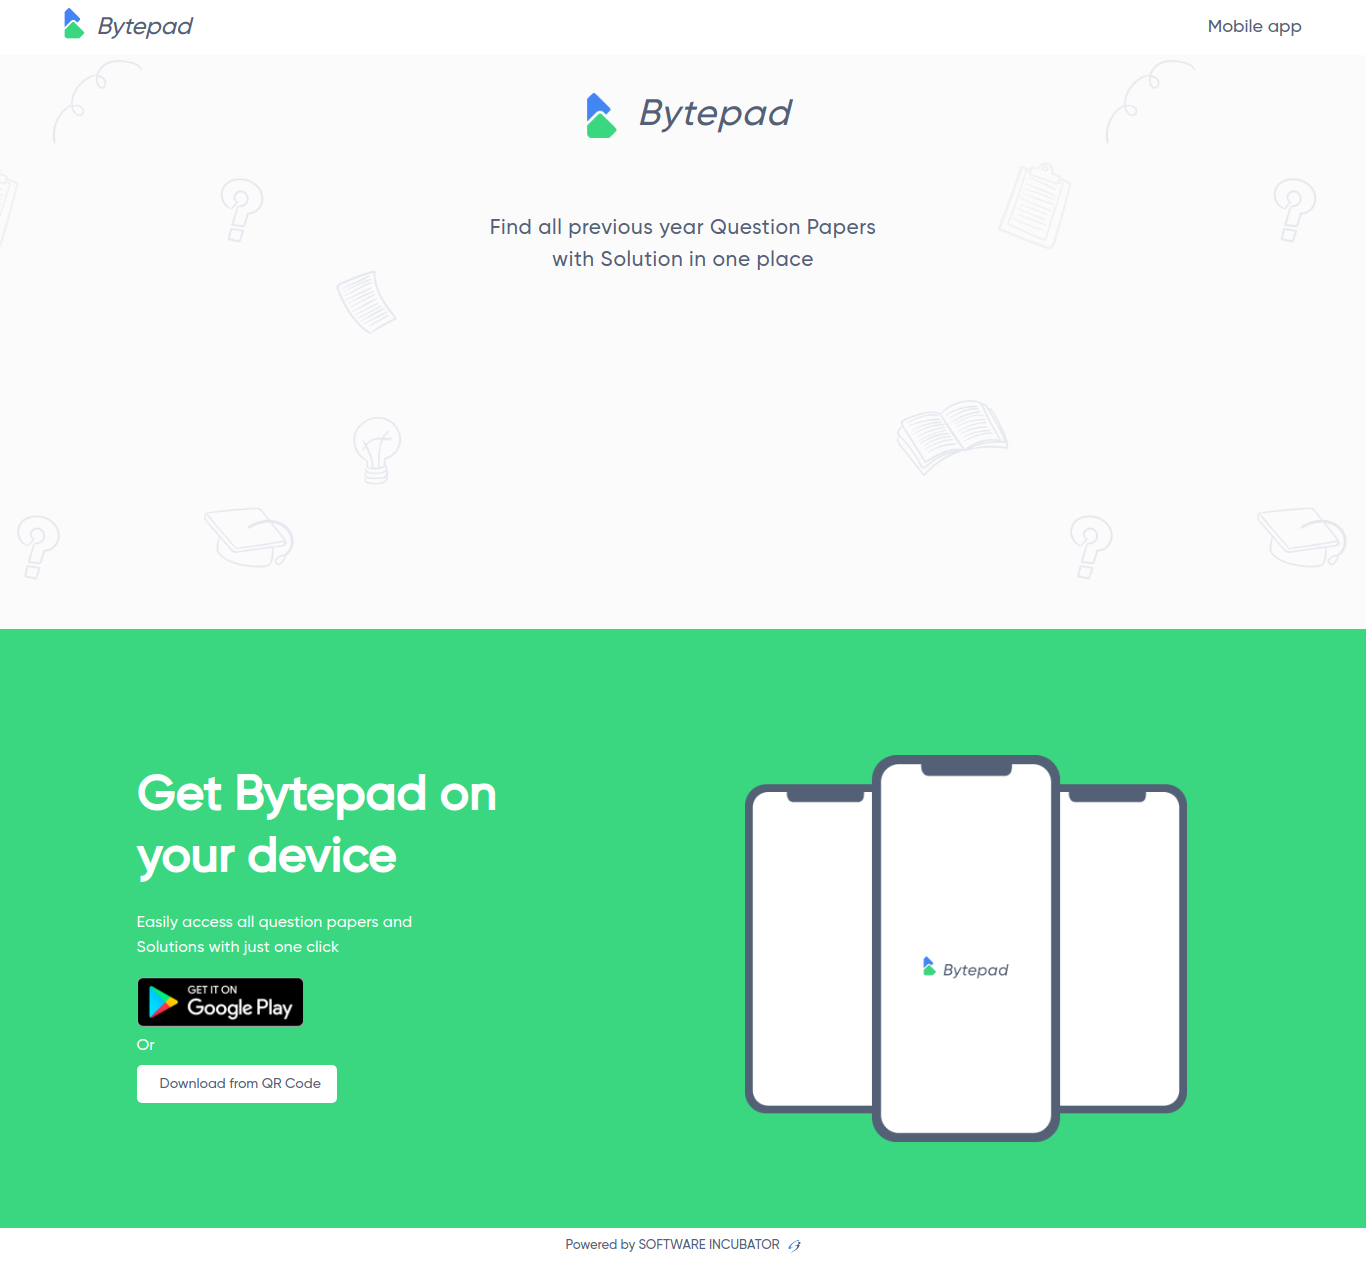 Bytepad
Mobile app
Bytepad
Find all previous year Question Papers
with Solution in one place
Get Bytepad on
your device
Easily access all question papers and
Solutions with just one click
GET IT ON
Google Play
Or
Download from QR Code
Bytepad
Powered by SOFTWARE INCUBATOR